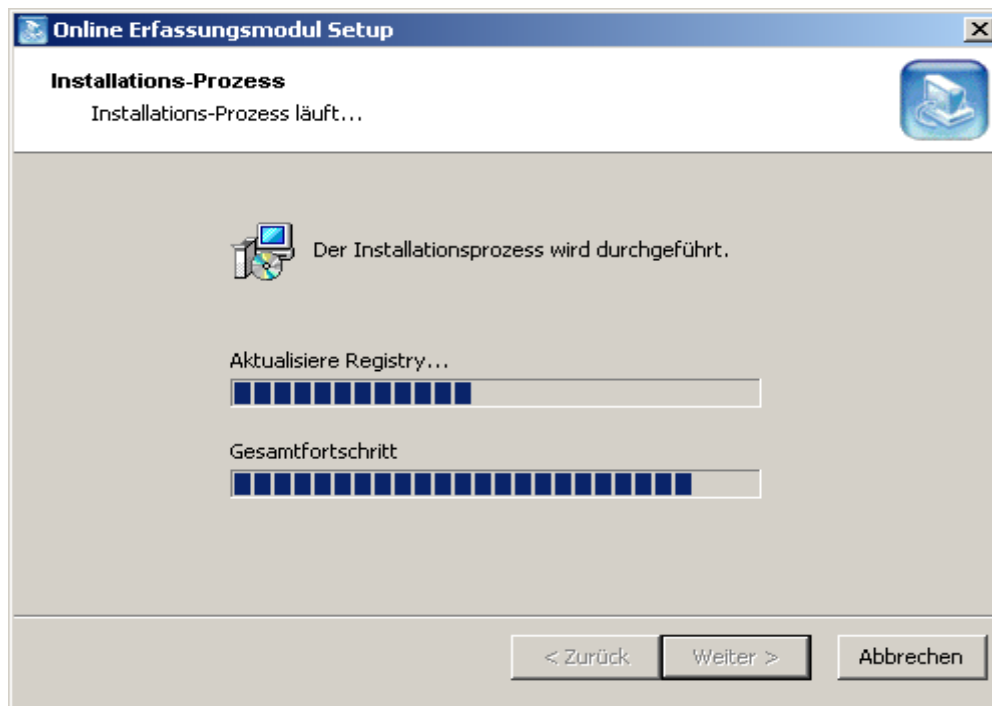 Online Erfassungsmodul Setup
Installations-Prozess
Installations-Prozess läuft...
Der Installationsprozess wird durchgeführt.
Aktualisiere Registry...
Gesamtfortschritt
< Zurück
Weiter >
Abbrechen